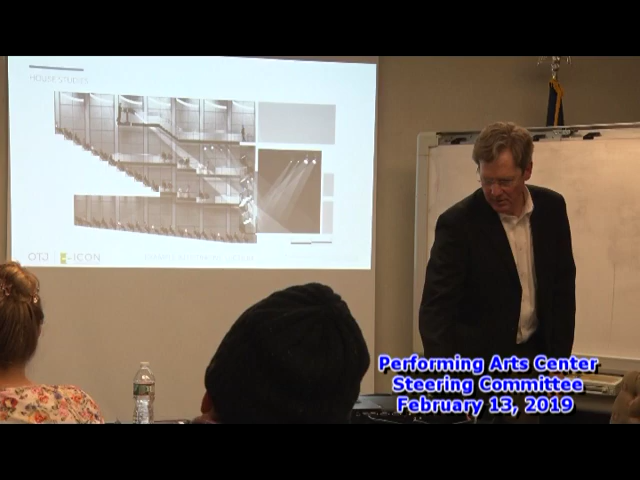 HOUSE STUDIES
OTJ ICON
Performing Arts Center
Steering Committee
February 13, 2019